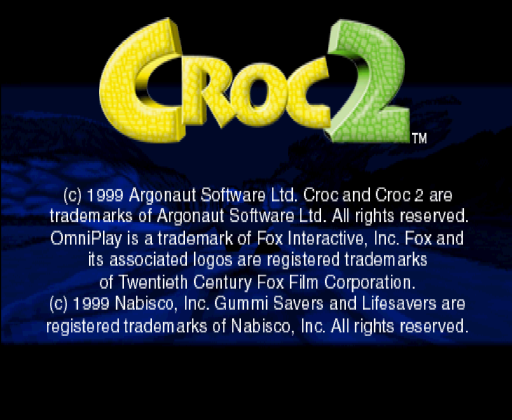 CROC 2 ™
(c) 1999 Argonaut Software Ltd. Croc and Croc 2 are
trademarks of Argonaut Software Ltd. All rights reserved.
OmniPlay is a trademark of Fox Interactive, Inc. Fox and
its associated logos are registered trademarks
of Twentieth Century Fox Film Corporation.
(c) 1999 Nabisco, Inc. Gummi Savers and Lifesavers are
registered trademarks of Nabisco, Inc. All rights reserved.